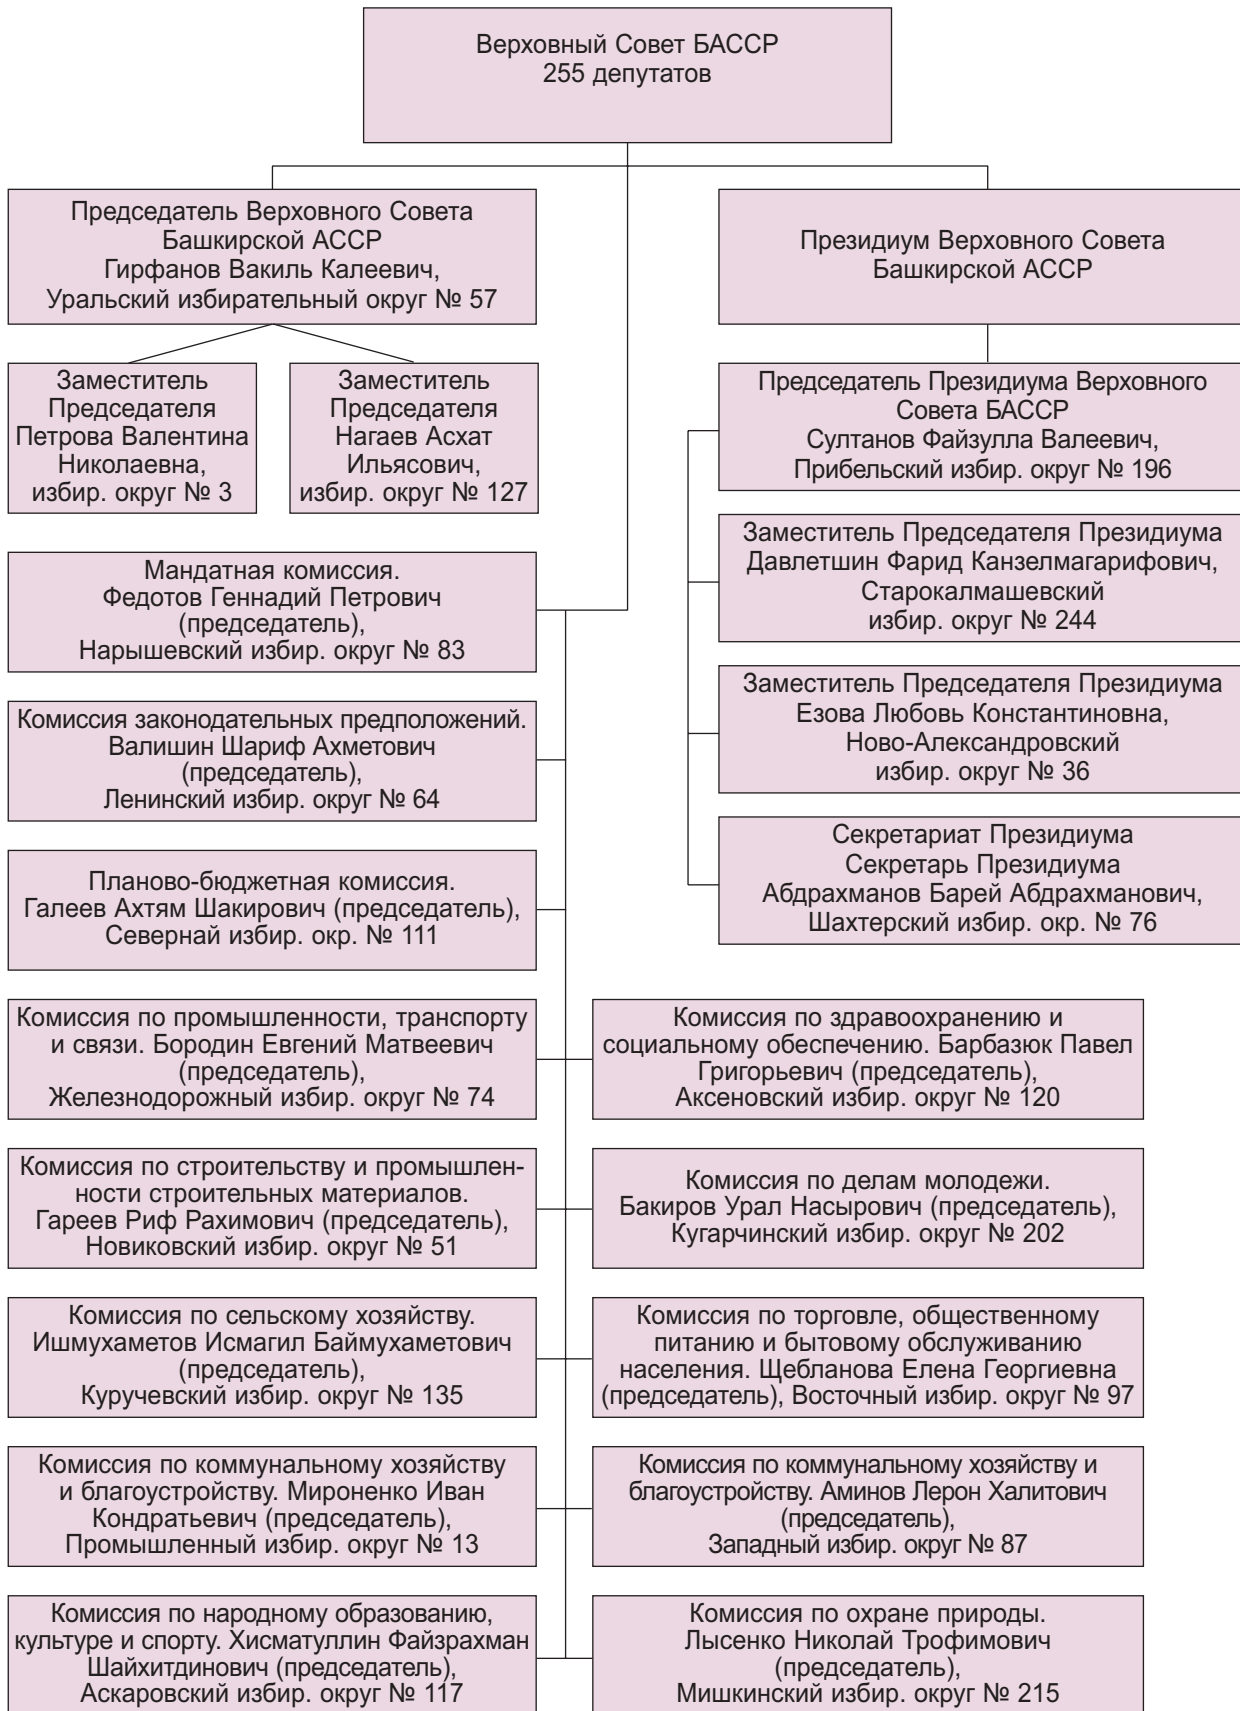 Верховный Совет БАССР
255 депутатов
Председатель Верховного Совета
Башкирской АССР
Гирфанов Вакиль Калеевич,
Уральский избирательный округ № 57
Президиум Верховного Совета
Башкирской АССР
Заместитель
Председателя
Петрова Валентина
Николаевна,
избир. округ № 3
Заместитель
Председателя
Нагаев Асхат
Ильясович,
избир. округ № 127
Председатель Президиума Верховного
Совета БАССР
Султанов Файзулла Валеевич,
Прибельский избир. округ № 196
Заместитель Председателя Президиума
Давлетшин Фарид Канзелмагарифович,
Старокалмашевский
избир. округ № 244
Заместитель Председателя Президиума
Езова Любовь Константиновна,
Ново-Александровский
избир. округ № 36
Секретариат Президиума
Секретарь Президиума
Абдрахманов Барей Абдрахманович,
Шахтерский избир. окр. № 76
Мандатная комиссия.
Федотов Геннадий Петрович
(председатель),
Нарышевский избир. округ № 83
Комиссия законодательных предположений.
Валишин Шариф Ахметович
(председатель),
Ленинский избир. округ № 64
Планово-бюджетная комиссия.
Галеев Ахтям Шакирович (председатель),
Севернай избир. окр. № 111
Комиссия по промышленности, транспорту
и связи. Бородин Евгений Матвеевич
(председатель),
Железнодорожный избир. округ № 74
Комиссия по здравоохранению и
социальному обеспечению. Барбазюк Павел
Григорьевич (председатель),
Аксеновский избир. округ № 120
Комиссия по строительству и промышлен-
ности строительных материалов.
Гареев Риф Рахимович (председатель),
Новиковский избир. округ № 51
Комиссия по делам молодежи.
Бакиров Урал Насырович (председатель),
Кугарчинский избир. округ № 202
Комиссия по сельскому хозяйству.
Ишмухаметов Исмагил Баймухаметович
(председатель),
Куручевский избир. округ № 135
Комиссия по торговле, общественному
питанию и бытовому обслуживанию
населения. Щебланова Елена Георгиевна
(председатель), Восточный избир. округ № 97
Комиссия по коммунальному хозяйству
и благоустройству. Мироненко Иван
Кондратьевич (председатель),
Промышленный избир. округ № 13
Комиссия по коммунальному хозяйству и
благоустройству. Аминов Лерон Халитович
(председатель),
Западный избир. округ № 87
Комиссия по народному образованию,
культуре и спорту. Хисматуллин Файзрахман
Шайхитдинович (председатель),
Аскаровский избир. округ № 117
Комиссия по охране природы.
Лысенко Николай Трофимович
(председатель),
Мишкинский избир. округ № 215